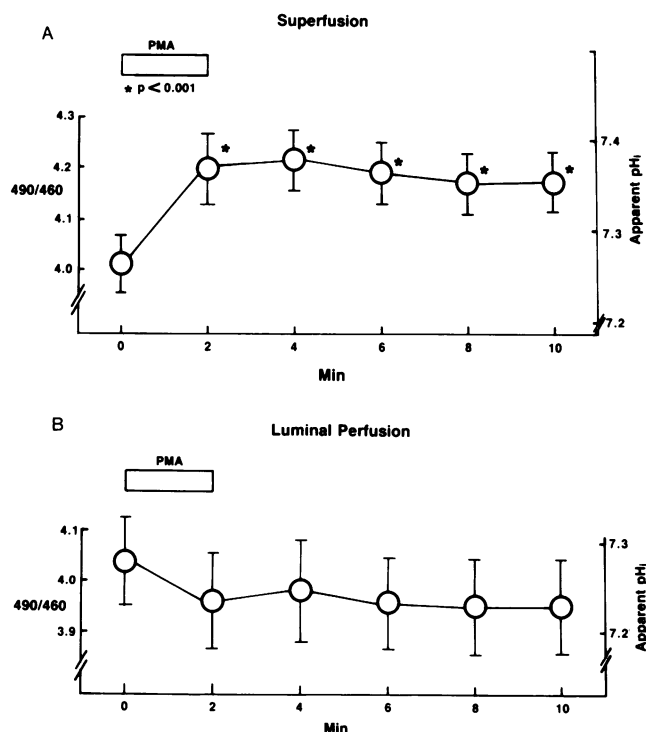 A
Superfusion
PMA
* p < 0.001
4.3
4.2
490/460
4.1
4.0
7.4
7.3
7.2
Apparent pHi
0 2 4 6 8 10
Min
B
Luminal Perfusion
PMA
4.1
4.0
490/460
3.9
7.3
7.2
Apparent pHi
0 2 4 6 8 10
Min